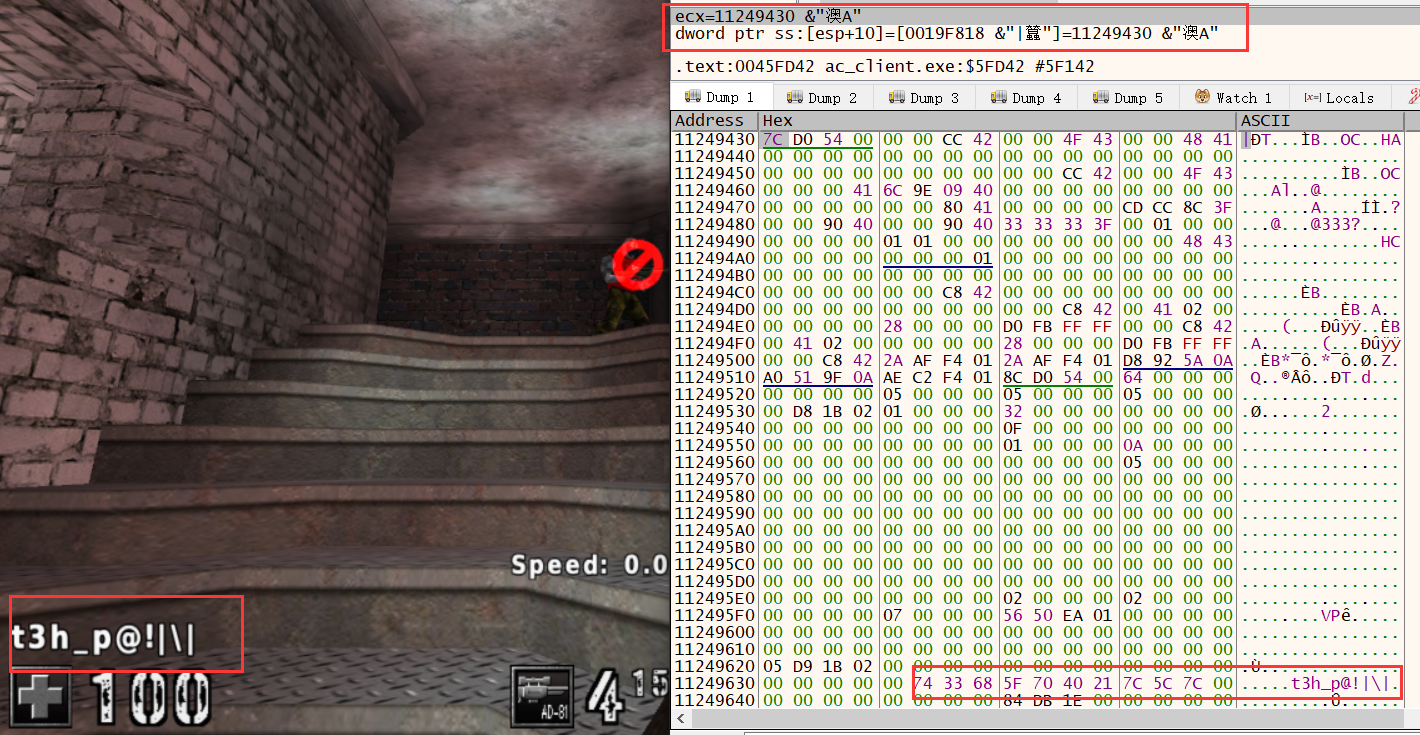 ecx=11249430 &"澳A"
dword ptr ss:[esp+10]=[0019F818 &"|蠶"]=11249430 &"澳A"
.text:0045FD42 ac_client.exe:$5FD42 #5F142
Dump 1 Dump 2 Dump 3 Dump 4 Dump 5 Watch 1 [x=] Locals
Address Hex ASCII
11249430 7C D0 54 00 00 00 CC 42 00 00 4F 43 00 00 48 41 |ÐT...ÌB..OC..HA
11249440 00 00 00 00 00 00 00 00 00 00 00 00 00 00 00 00 ................
11249450 00 00 00 00 00 00 00 00 00 00 CC 42 00 00 4F 43 ..........ÌB..OC
11249460 00 00 00 41 6C 9E 09 40 00 00 00 00 00 00 00 00 ...Al..@........
11249470 00 00 00 00 00 00 80 41 00 00 00 00 CD CC 8C 3F .......A....ÍÌ.?
11249480 00 00 90 40 00 00 90 40 33 33 33 3F 00 01 00 00 ...@...@333?....
11249490 00 00 00 00 01 01 00 00 00 00 00 00 00 00 48 43 ..............HC
112494A0 00 00 00 00 00 00 00 01 00 00 00 00 00 00 00 00 ................
112494B0 00 00 00 00 00 00 00 00 00 00 00 00 00 00 00 00 ................
112494C0 00 00 00 00 00 00 C8 42 00 00 00 00 00 00 00 00 ......ÈB........
112494D0 00 00 00 00 00 00 00 00 00 00 C8 42 00 41 02 00 ..........ÈB.A..
112494E0 00 00 00 00 28 00 00 00 D0 FB FF FF 00 00 C8 42 ....(...Ðûÿÿ..ÈB
112494F0 00 41 02 00 00 00 00 00 28 00 00 00 D0 FB FF FF .A......(...Ðûÿÿ
11249500 00 00 C8 42 2A AF F4 01 2A AF F4 01 D8 92 5A 0A ..ÈB*¯ô.*¯ô.Ø.Z.
11249510 A0 51 9F 0A AE C2 F4 01 8C D0 54 00 64 00 00 00 Q..®Âô..ÐT.d...
11249520 00 00 00 00 05 00 00 00 05 00 00 00 05 00 00 00 ................
11249530 00 D8 1B 02 01 00 00 00 32 00 00 00 00 00 00 00 .Ø......2.......
11249540 00 00 00 00 00 00 00 00 0F 00 00 00 00 00 00 00 ................
11249550 00 00 00 00 00 00 00 00 01 00 00 00 0A 00 00 00 ................
11249560 00 00 00 00 00 00 00 00 00 00 00 00 05 00 00 00 ................
11249570 00 00 00 00 00 00 00 00 00 00 00 00 00 00 00 00 ................
11249580 00 00 00 00 00 00 00 00 00 00 00 00 00 00 00 00 ................
11249590 00 00 00 00 00 00 00 00 00 00 00 00 00 00 00 00 ................
112495A0 00 00 00 00 00 00 00 00 00 00 00 00 00 00 00 00 ................
112495B0 00 00 00 00 00 00 00 00 00 00 00 00 00 00 00 00 ................
112495C0 00 00 00 00 00 00 00 00 00 00 00 00 00 00 00 00 ................
112495D0 00 00 00 00 00 00 00 00 00 00 00 00 00 00 00 00 ................
112495E0 00 00 00 00 00 00 00 00 02 00 00 00 02 00 00 00 ................
112495F0 00 00 00 00 07 00 00 00 56 50 EA 01 00 00 00 00 ........VPê.....
11249600 00 00 00 00 00 00 00 00 00 00 00 00 00 00 00 00 ................
11249610 00 00 00 00 00 00 00 00 00 00 00 00 00 00 00 00 ................
11249620 05 D9 1B 02 00 00 00 00 00 00 00 00 00 00 00 00 .Ù..............
11249630 00 00 00 00 00 74 33 68 5F 70 40 21 7C 5C 7C 00 .....t3h_p@!|\|.
11249640 00 00 00 00 00 00 00 00 84 DB 1E 00 00 00 00 00 .........Û......
Speed: 0.0
t3h_p@!|\|
100
AD-81
4 15